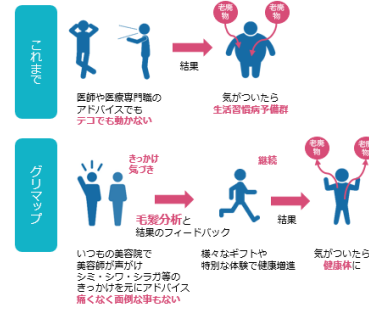 これまで
老廃
物
老廃
物
結果
医師や医療専門職の
アドバイスでも
テコでも動かない
気がついたら
生活習慣病予備群
グリマップ
きっかけ
気づき
毛髪分析と
結果のフィードバック
継続
結果
老廃
物
老廃
物
いつもの美容院で
美容師が声がけ
シミ・シワ・シラガ等の
きっかけを元にアドバイス
痛くなく面倒な事もない
様々なギフトや
特別な体験で健康増進
気がついたら
健康体に